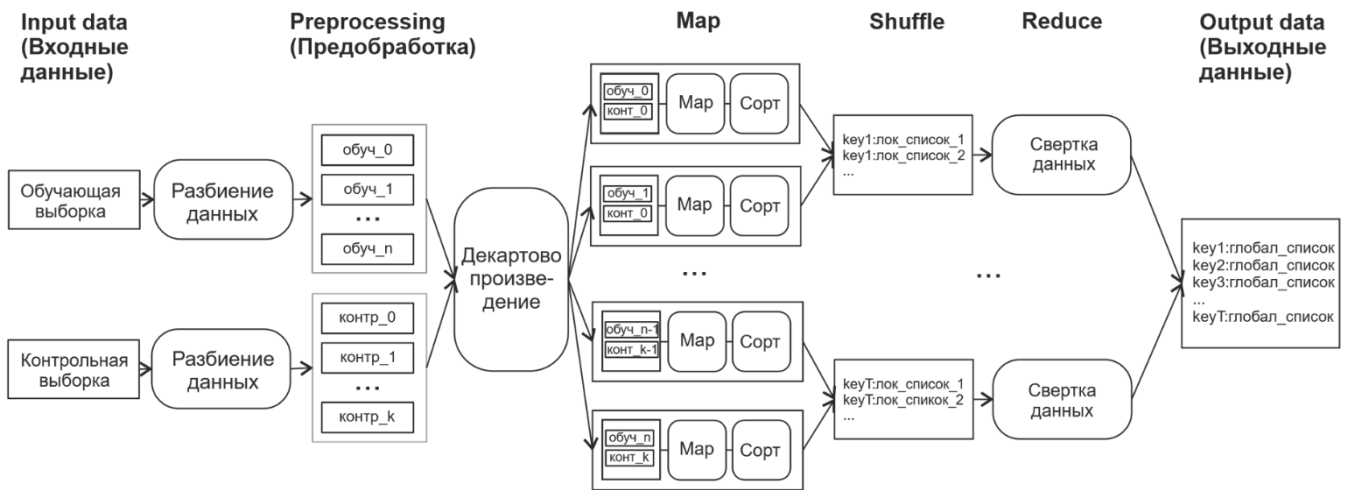 Input data
(Входные
данные)
Preprocessing
(Предобработка)
Map
Shuffle
Reduce
Output data
(Выходные
данные)
Обучающая
выборка
Разбиение
данных
обуч_0
обуч_1
...
обуч_n
Контрольная
выборка
Разбиение
данных
контр_0
контр_1
...
контр_k
Декартово
произве-
дение
обуч_0
конт_0
Map
Сорт
обуч_1
конт_0
Map
Сорт
...
обуч_n-1
конт_k-1
Map
Сорт
обуч_n
конт_k
Map
Сорт
key1:лок_список_1
key1:лок_список_2
...
...
keyT:лок_список_1
keyT:лок_спикок_2
...
Свертка
данных
Свертка
данных
key1:глобал_список
key2:глобал_список
key3:глобал_список
...
keyT:глобал_список